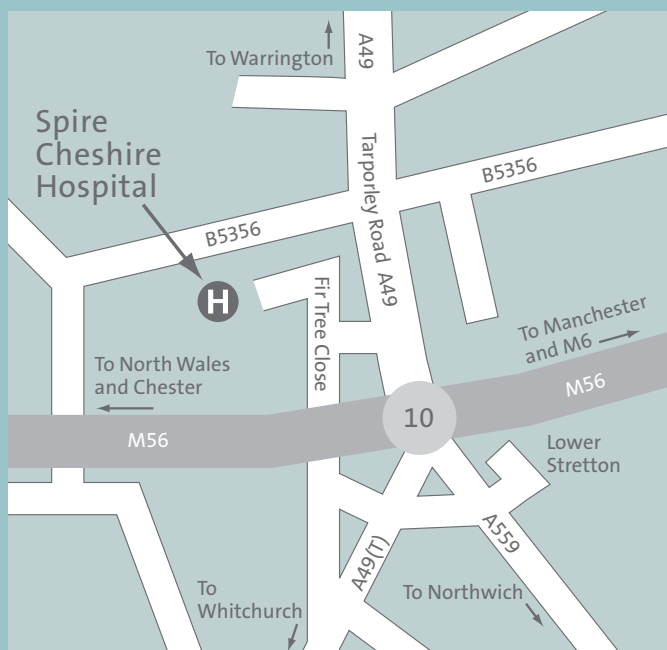 A49
To Warrington
Spire
Cheshire
Hospital
Tarporley Road A49
B5356
B5356
H
Fir Tree Close
To Manchester
and M6
To North Wales
and Chester
M56
10
M56
Lower
Stretton
A559
A49(T)
To
Whitchurch
To Northwich